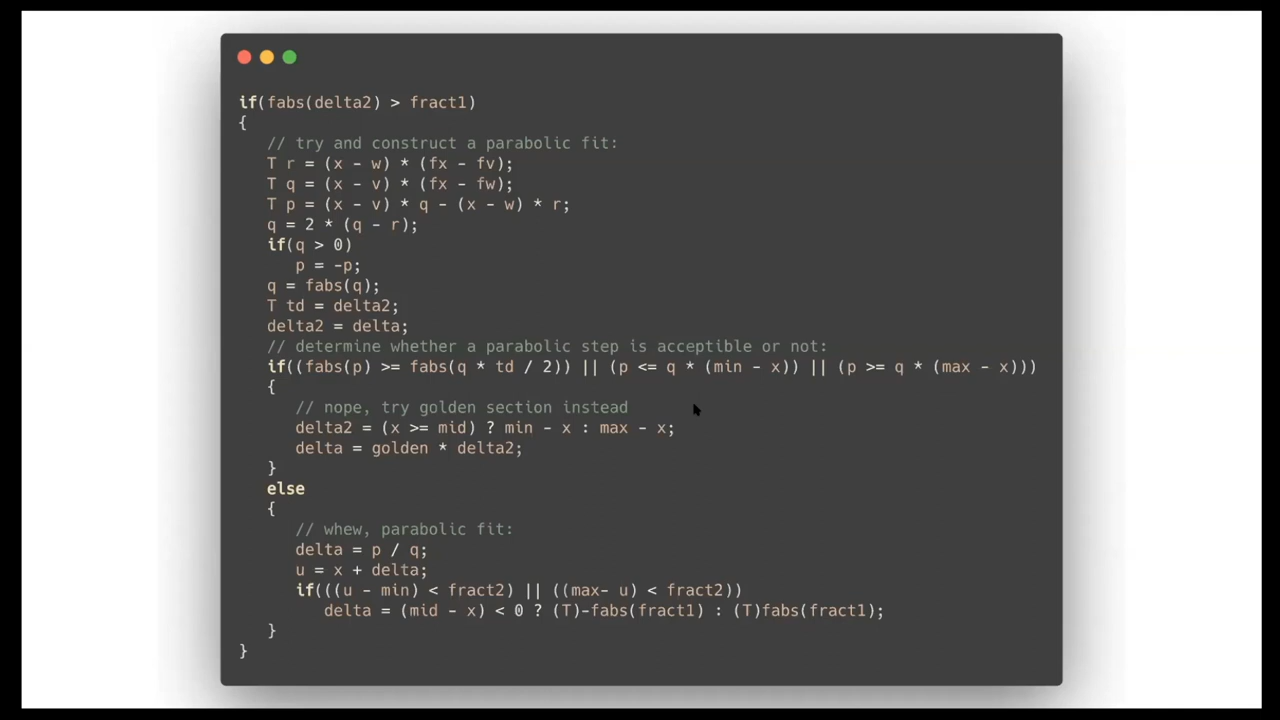 if(fabs(delta2) > fract1)
{
// try and construct a parabolic fit:
T r = (x - w) * (fx - fv);
T q = (x - v) * (fx - fw);
T p = (x - v) * q - (x - w) * r;
q = 2 * (q - r);
if(q > 0)
p = -p;
q = fabs(q);
T td = delta2;
delta2 = delta;
// determine whether a parabolic step is acceptible or not:
if((fabs(p) >= fabs(q * td / 2)) || (p <= q * (min - x)) || (p >= q * (max - x)))
{
// nope, try golden section instead
delta2 = (x >= mid) ? min - x : max - x;
delta = golden * delta2;
}
else
{
// whew, parabolic fit:
delta = p / q;
u = x + delta;
if(((u - min) < fract2) || ((max- u) < fract2))
delta = (mid - x) < 0 ? (T)-fabs(fract1) : (T)fabs(fract1);
}
}